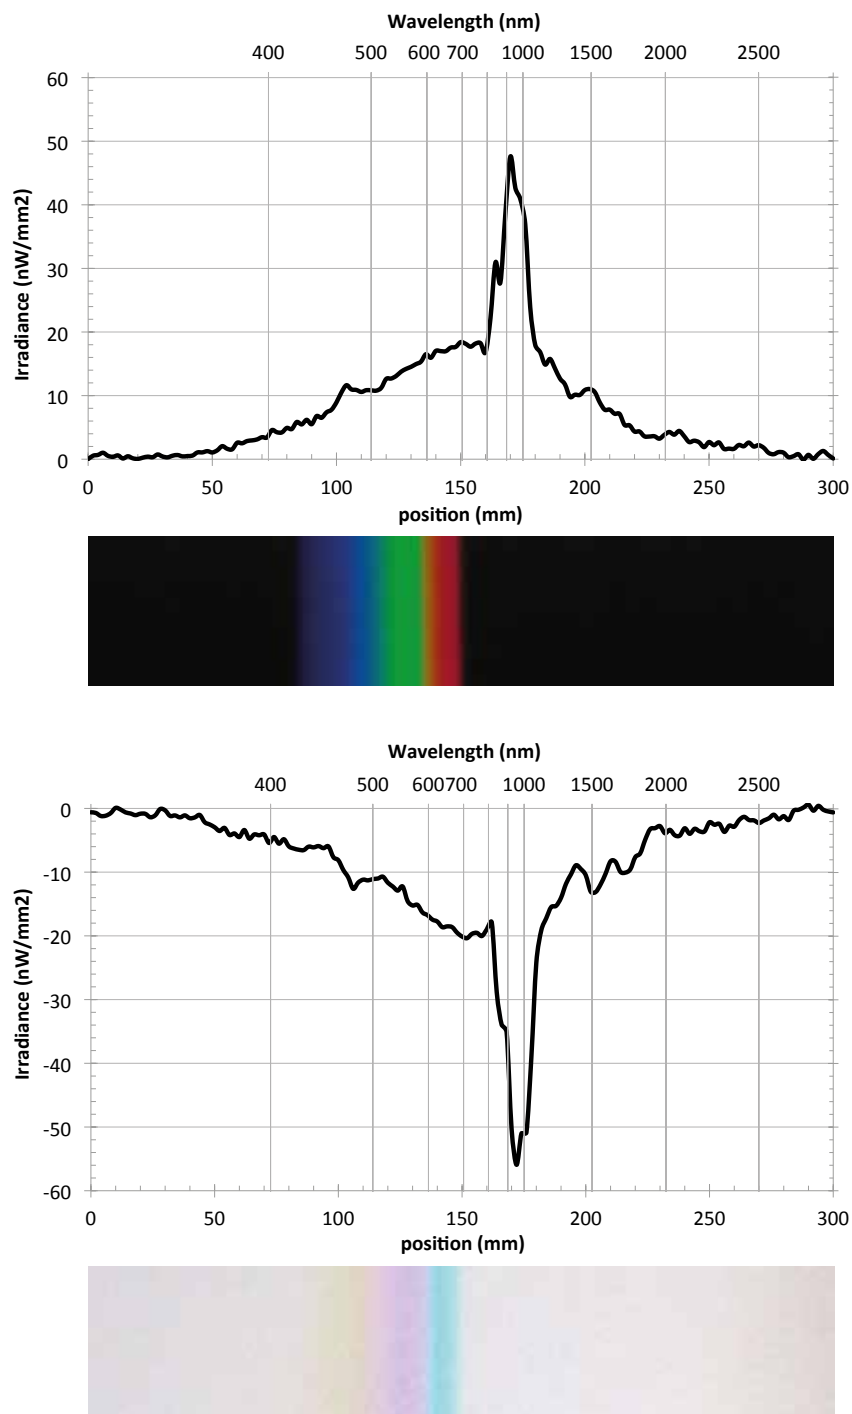 Wavelength (nm)
400 500 600 700 1000 1500 2000 2500
60
50
40
30
20
10
0
Irradiance (nW/mm2)
0 50 100 150 200 250 300
position (mm)
Wavelength (nm)
400 500 600700 1000 1500 2000 2500
0
-10
-20
-30
-40
-50
-60
Irradiance (nW/mm2)
0 50 100 150 200 250 300
position (mm)